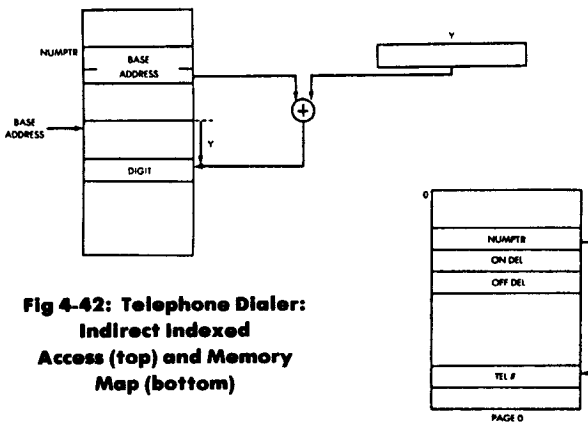 Y
NUMPTR
BASE
ADDRESS
BASE
ADDRESS
Y
DIGIT
0
NUMPTR
ON DEL
OFF DEL
TEL #
PAGE 0
Fig 4-42: Telephone Dialer:
Indirect Indexed
Access (top) and Memory
Map (bottom)